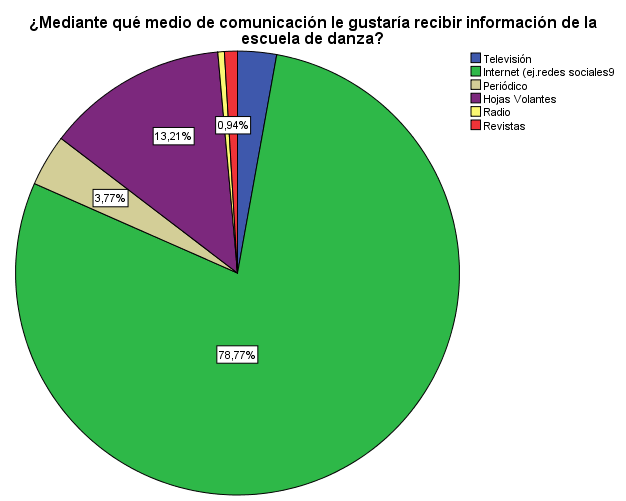 ¿Mediante qué medio de comunicación le gustaría recibir información de la
escuela de danza?
Televisión
Internet (ej.redes sociales9
Periódico
Hojas Volantes
Radio
Revistas
0,94%
13,21%
3,77%
78,77%